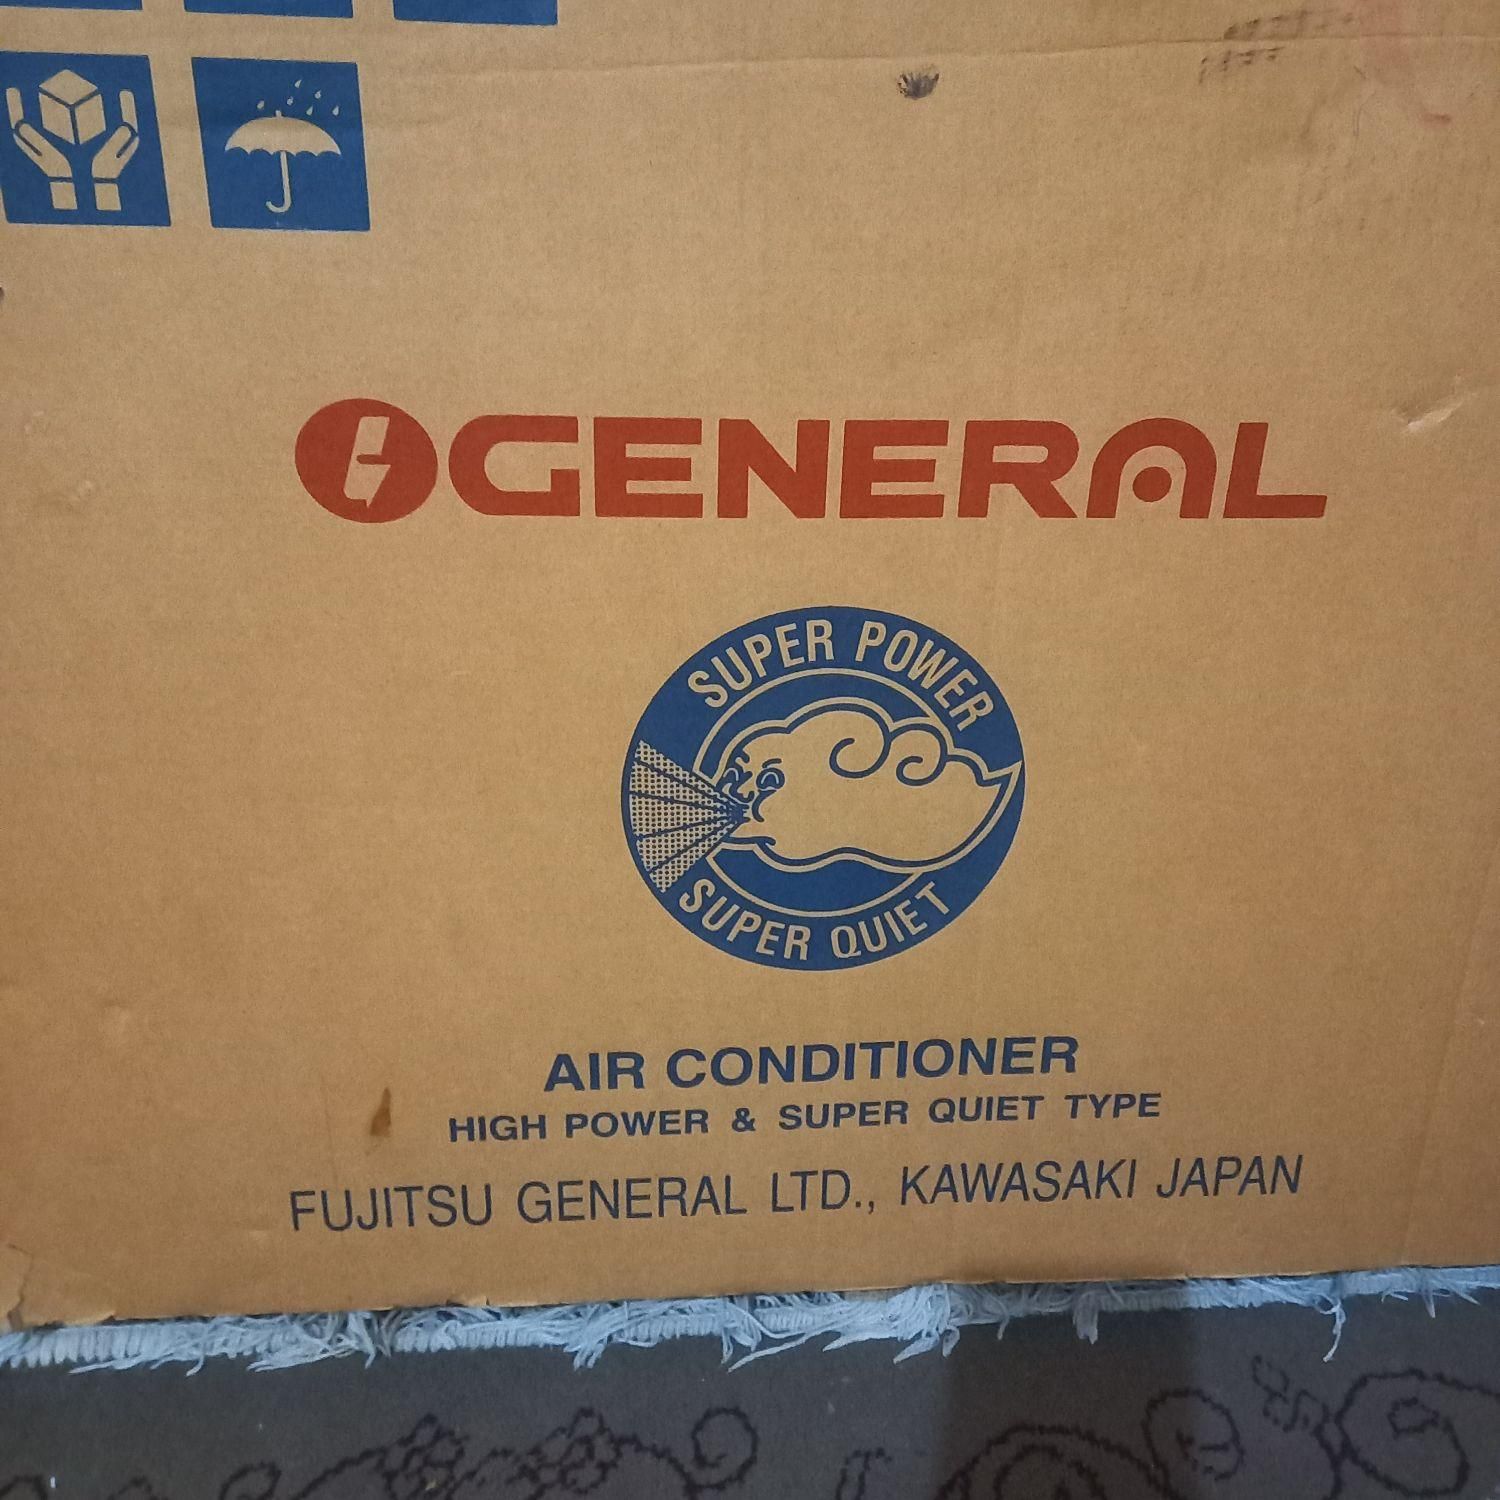 GENERAL
SUPER POWER
SUPER QUIET
AIR CONDITIONER
HIGH POWER & SUPER QUIET TYPE
FUJITSU GENERAL LTD., KAWASAKI JAPAN